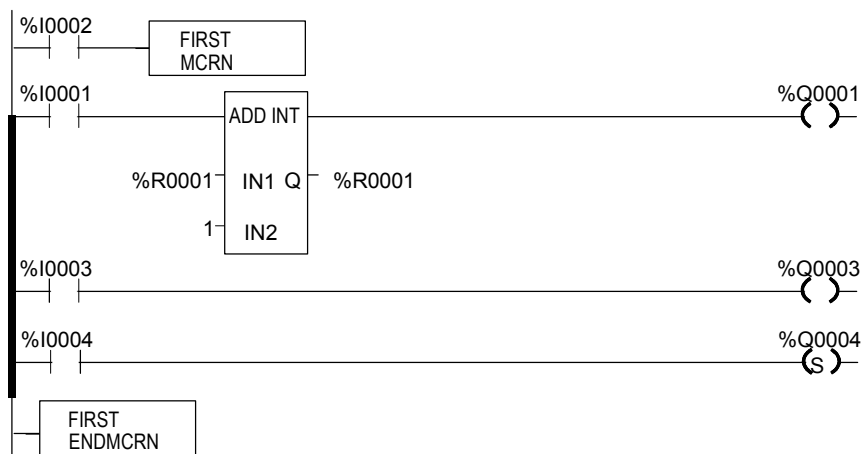 %I0002
FIRST
MCRN
%I0001
%Q0001
ADD INT
%R0001 IN1 Q %R0001
1 IN2
%I0003
%Q0003
%I0004
%Q0004
S
FIRST
ENDMCRN